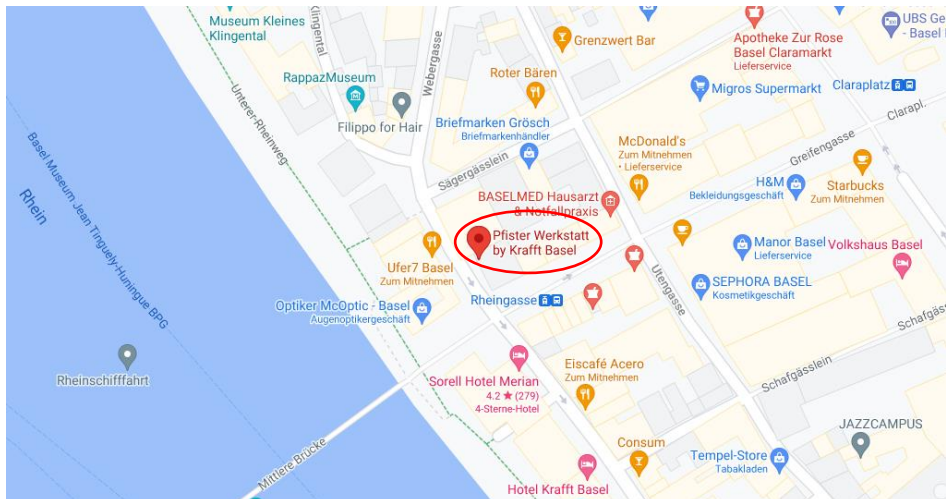 Museum Kleines
Klingental
Klingental
Webergasse
Grenzwert Bar
Apotheke Zur Rose
Basel Claramarkt
Lieferservice
UBS Ge
- Basel
RappazMuseum
Filippo for Hair
Roter Bären
Migros Supermarkt
Claraplatz
Clarapl.
Unterer-Rheinweg
Briefmarken Grösch
Briefmarkenhändler
McDonald's
Zum Mitnehmen
• Lieferservice
Greifengasse
Sägergässlein
H&M
Bekleidungsgeschäft
Starbucks
Zum Mitnehmen
BASELMED Hausarzt
& Notfallpraxis
Basel Museum Jean Tinguely-Huningue BPG
Rhein
Pfister Werkstatt
by Krafft Basel
Manor Basel
Lieferservice
Volkshaus Basel
Ufer7 Basel
Zum Mitnehmen
Utengasse
SEPHORA BASEL
Kosmetikgeschäft
Optiker McOptic - Basel
Augenoptikergeschäft
Rheingasse
Schafgäss
Rheinschifffahrt
Sorell Hotel Merian
4.2 ★ (279)
4-Sterne-Hotel
Eiscafé Acero
Zum Mitnehmen
Schafgässlein
JAZZCAMPUS
Mittlere Brücke
Consum
Tempel-Store
Tabakladen
Hotel Krafft Basel